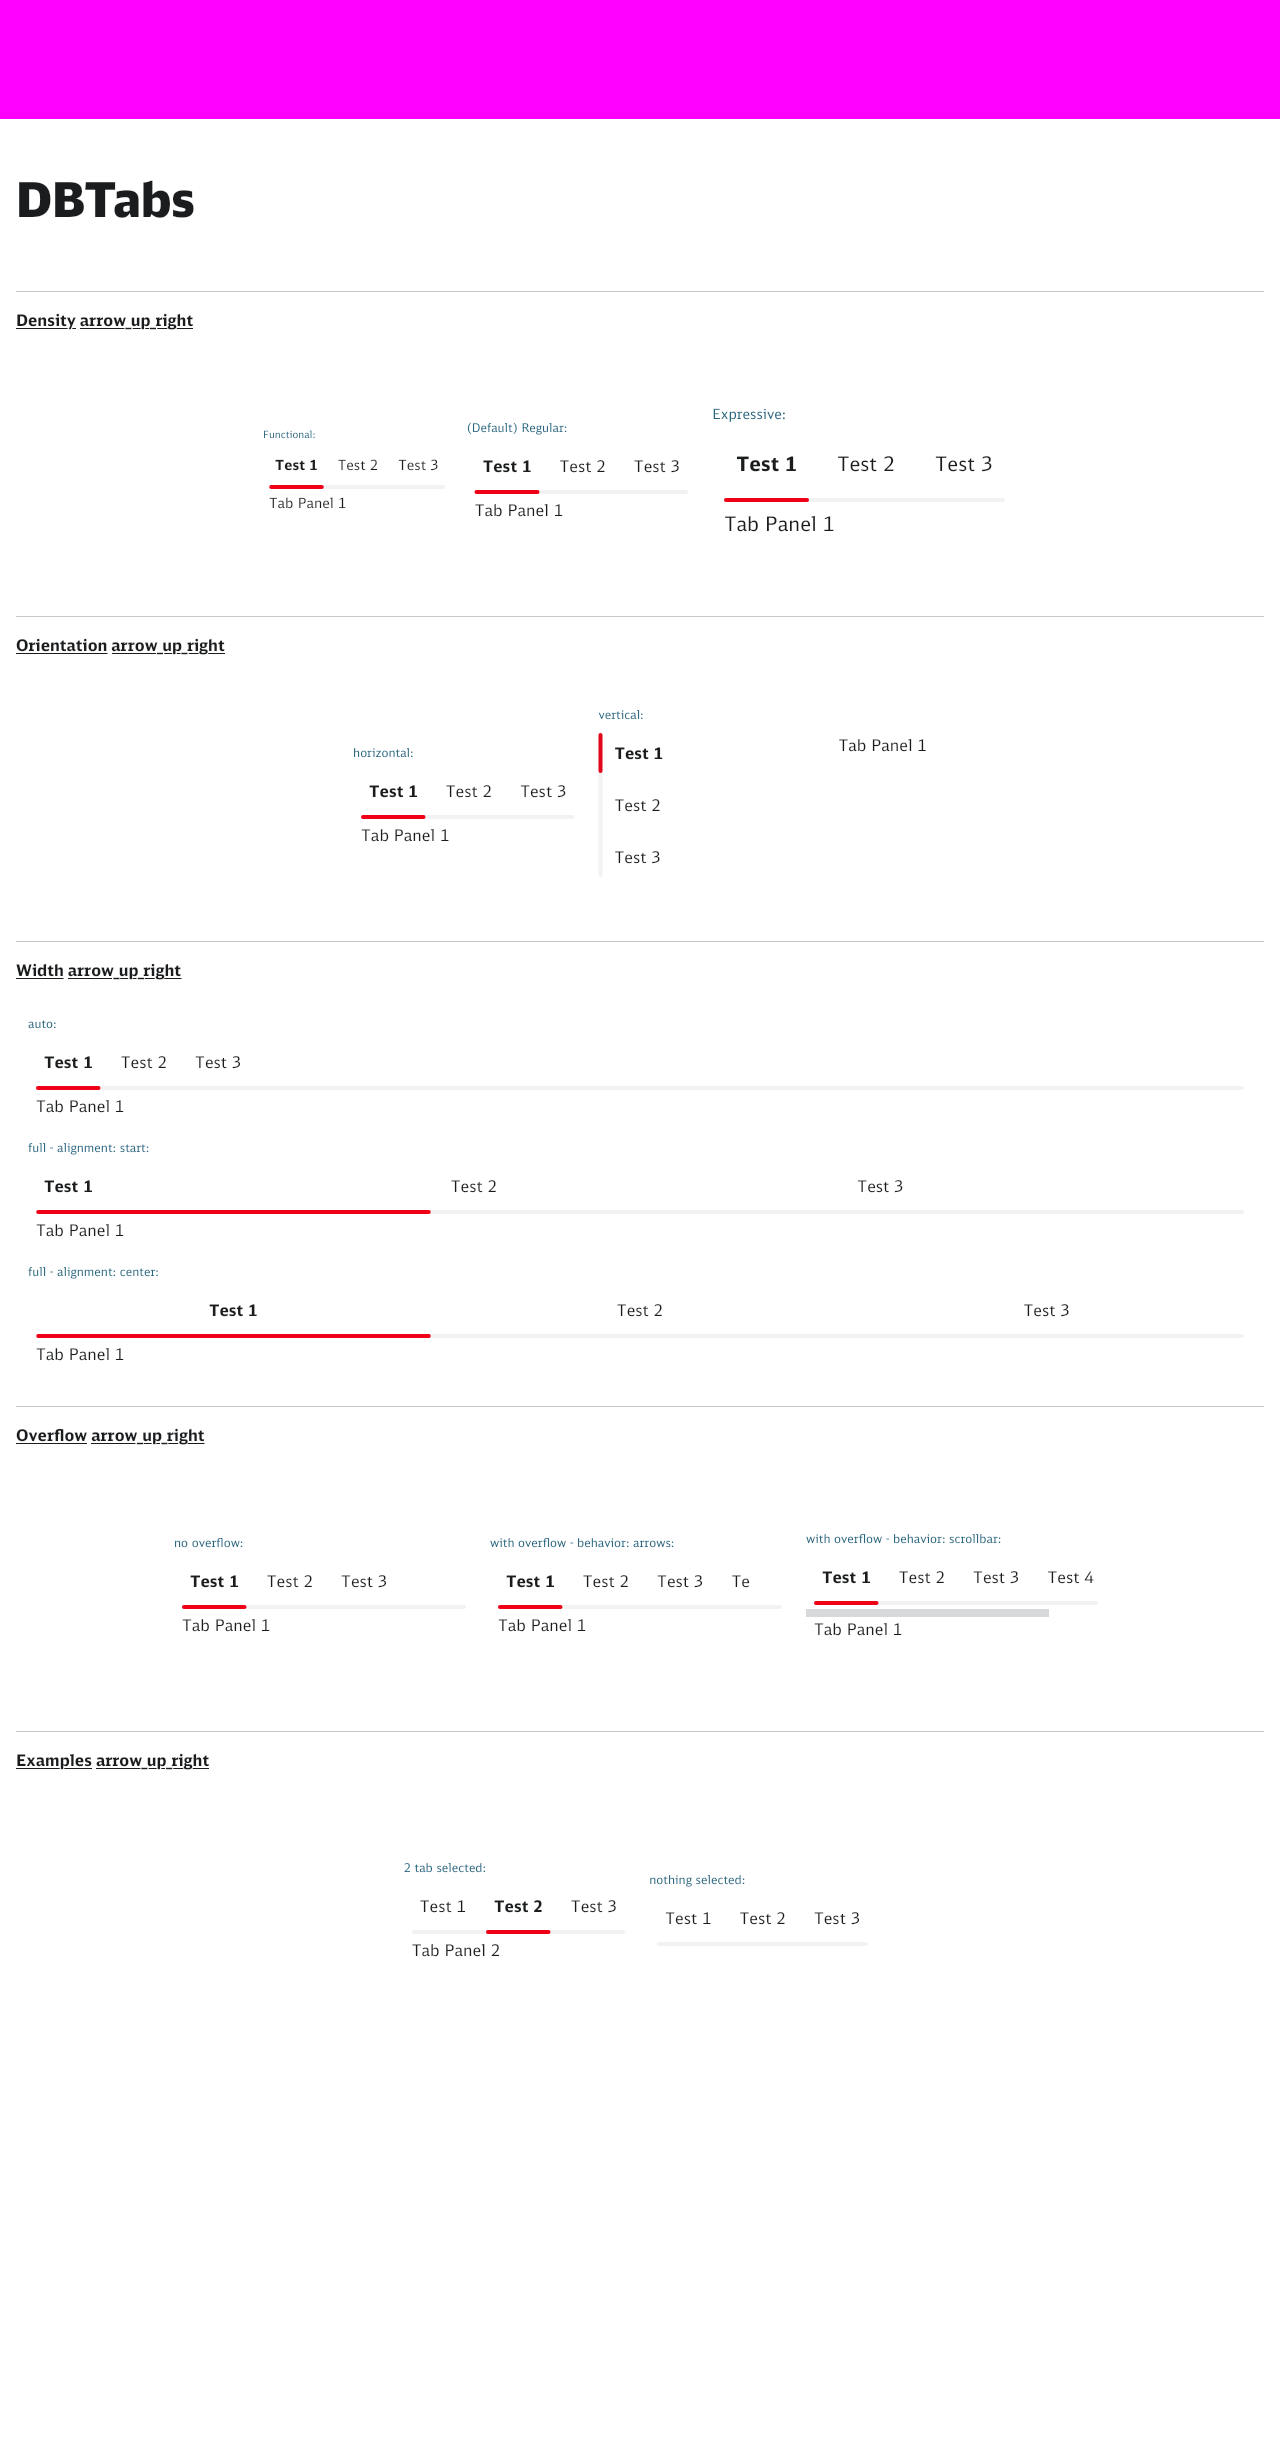 DBTabs
Density arrow_up_right
Functional:
Test 1 Test 2 Test 3
Tab Panel 1
(Default) Regular:
Test 1 Test 2 Test 3
Tab Panel 1
Expressive:
Test 1 Test 2 Test 3
Tab Panel 1
Orientation arrow_up_right
horizontal:
Test 1 Test 2 Test 3
Tab Panel 1
vertical:
Test 1
Test 2
Test 3
Tab Panel 1
Width arrow_up_right
auto:
Test 1 Test 2 Test 3
Tab Panel 1
full - alignment: start:
Test 1 Test 2 Test 3
Tab Panel 1
full - alignment: center:
Test 1 Test 2 Test 3
Tab Panel 1
Overflow arrow_up_right
no overflow:
Test 1 Test 2 Test 3
Tab Panel 1
with overflow - behavior: arrows:
Test 1 Test 2 Test 3 Te
Tab Panel 1
with overflow - behavior: scrollbar:
Test 1 Test 2 Test 3 Test 4
Tab Panel 1
Examples arrow_up_right
2 tab selected:
Test 1 Test 2 Test 3
Tab Panel 2
nothing selected:
Test 1 Test 2 Test 3